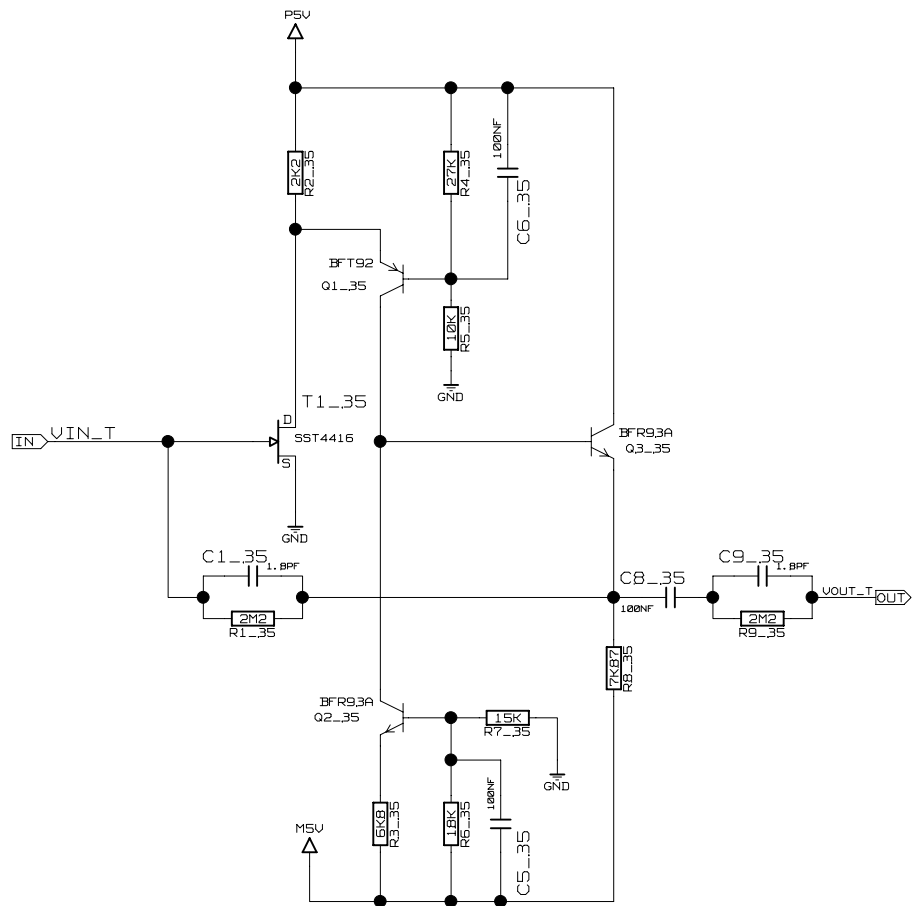 P5V
2K2
R2_35
27K
R4_35
100NF
C6_35
BFT92
Q1_35
10K
R5_35
GND
T1_35
D
IN
VIN_T
SST4416
S
BFR93A
Q3_35
GND
C1_35
1.8PF
2M2
R1_35
C8_35
100NF
C9_35
1.8PF
VOUT_T
OUT
2M2
R9_35
7K87
R8_35
BFR93A
Q2_35
15K
R7_35
GND
100NF
M5V
6K8
R3_35
18K
R6_35
C5_35